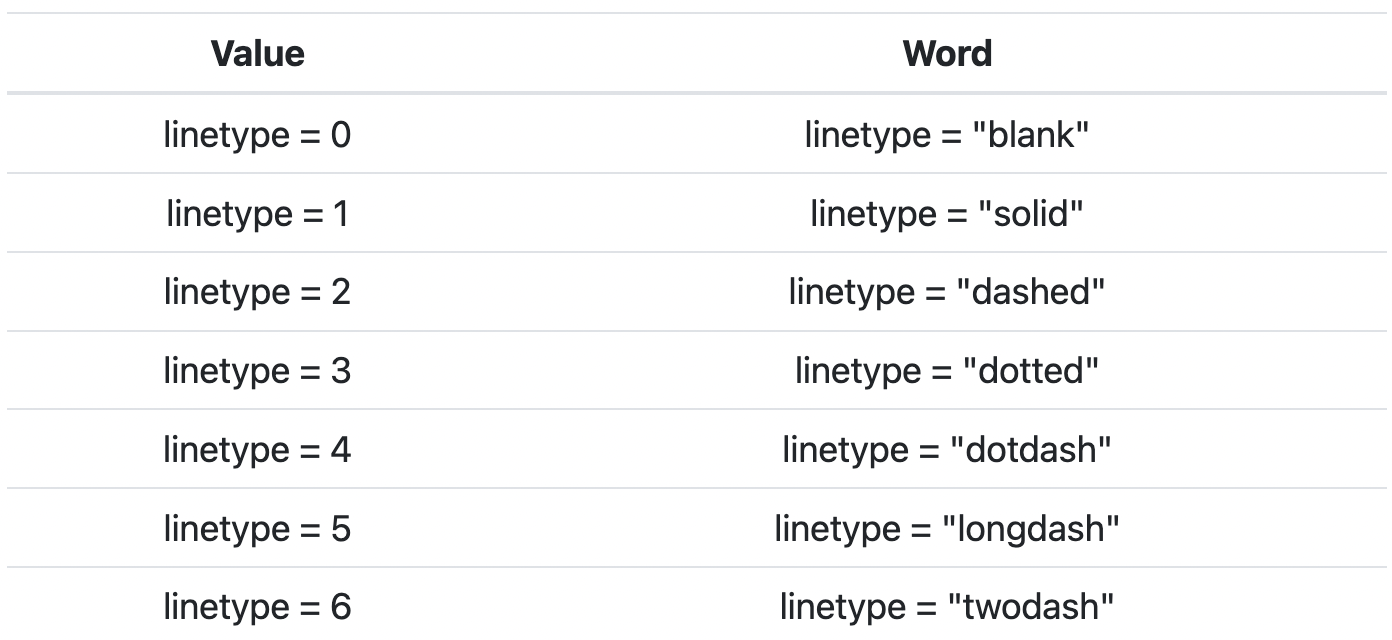 Value Word
linetype = 0 linetype = "blank"
linetype = 1 linetype = "solid"
linetype = 2 linetype = "dashed"
linetype = 3 linetype = "dotted"
linetype = 4 linetype = "dotdash"
linetype = 5 linetype = "longdash"
linetype = 6 linetype = "twodash"